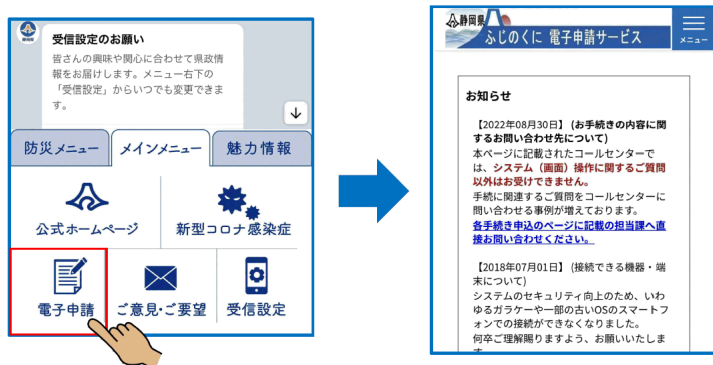 受信設定のお願い
皆さんの興味や関心に合わせて県政情
報をお届けします。メニュー右下の
「受信設定」からいつでも変更できま
す。
防災メニュー メインメニュー 魅力情報
公式ホームページ 新型コロナ感染症
電子申請 ご意見・ご要望 受信設定
静岡県
ふじのくに 電子申請サービス
メニュー
お知らせ
【2022年08月30日】 (お手続きの内容に関
するお問い合わせ先について)
本ページに記載されたコールセンターで
は、システム（画面）操作に関するご質問
以外はお受けできません。
手続に関連するご質問をコールセンターに
問い合わせる事例が増えております。
各手続き申込のページに記載の担当課へ直
接お問い合わせください。
【2018年07月01日】 (接続できる機器・端
末について)
システムのセキュリティ向上のため、いわ
ゆるガラケーや一部の古いOSのスマートフ
ォンでの接続ができなくなりました。
何卒ご理解賜りますよう、お願いいたしま